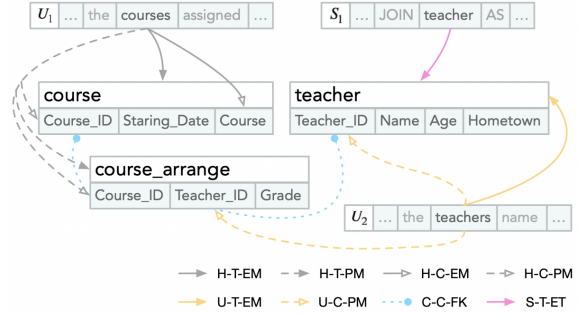 U1 ... the courses assigned ...
S1 ... JOIN teacher AS ...
course
Course_ID Staring_Date Course
teacher
Teacher_ID Name Age Hometown
course_arrange
Course_ID Teacher_ID Grade
U2 ... the teachers name ...
H-T-EM H-T-PM H-C-EM H-C-PM
U-T-EM U-C-PM C-C-FK S-T-ET